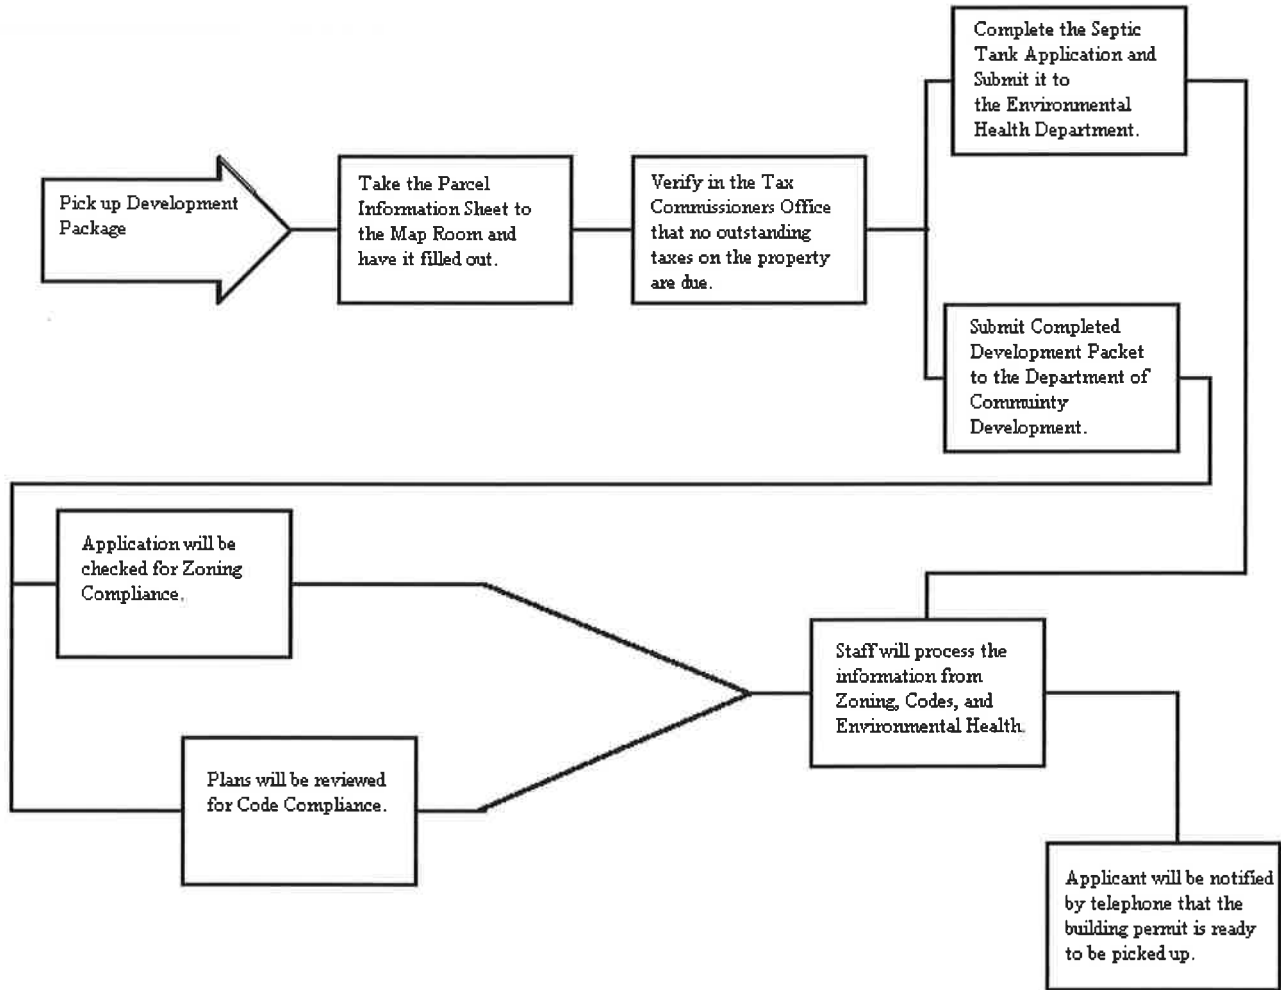 Pick up Development
Package
Take the Parcel
Information Sheet to
the Map Room and
have it filled out.
Verify in the Tax
Commissioners Office
that no outstanding
taxes on the property
are due.
Complete the Septic
Tank Application and
Submit it to
the Environmental
Health Department.
Submit Completed
Development Packet
to the Department of
Commuinty
Development.
Application will be
checked for Zoning
Compliance.
Plans will be reviewed
for Code Compliance.
Staff will process the
information from
Zoning, Codes, and
Environmental Health.
Applicant will be notified
by telephone that the
building permit is ready
to be picked up.